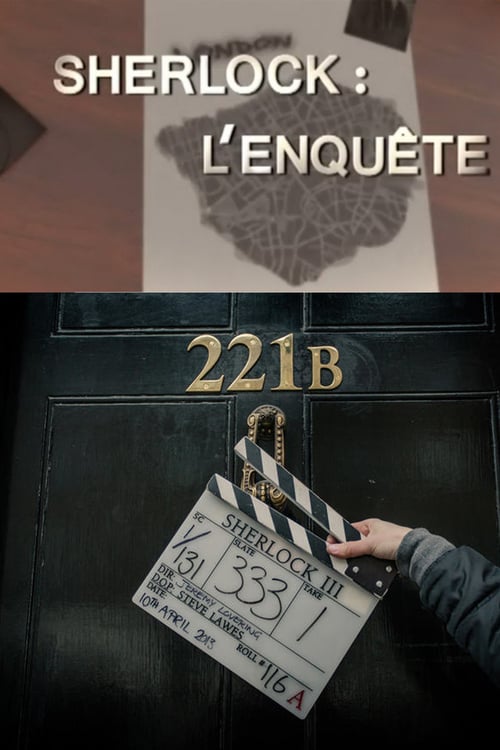 LONDON
SHERLOCK :
L'ENQUÊTE
221B
SHERLOCK III
SC
SLATE
TAKE
1/131
333
1
DIR: JEREMY LOVERING
DOP: STEVE LAWES
DATE: 10TH APRIL 2013
ROLL # 116 A